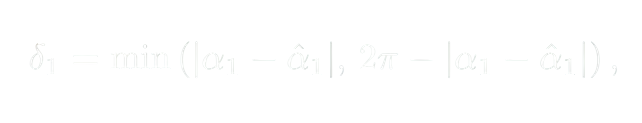 δ₁ = min (|α₁ − α̂₁|, 2π − |α₁ − α̂₁|) ,